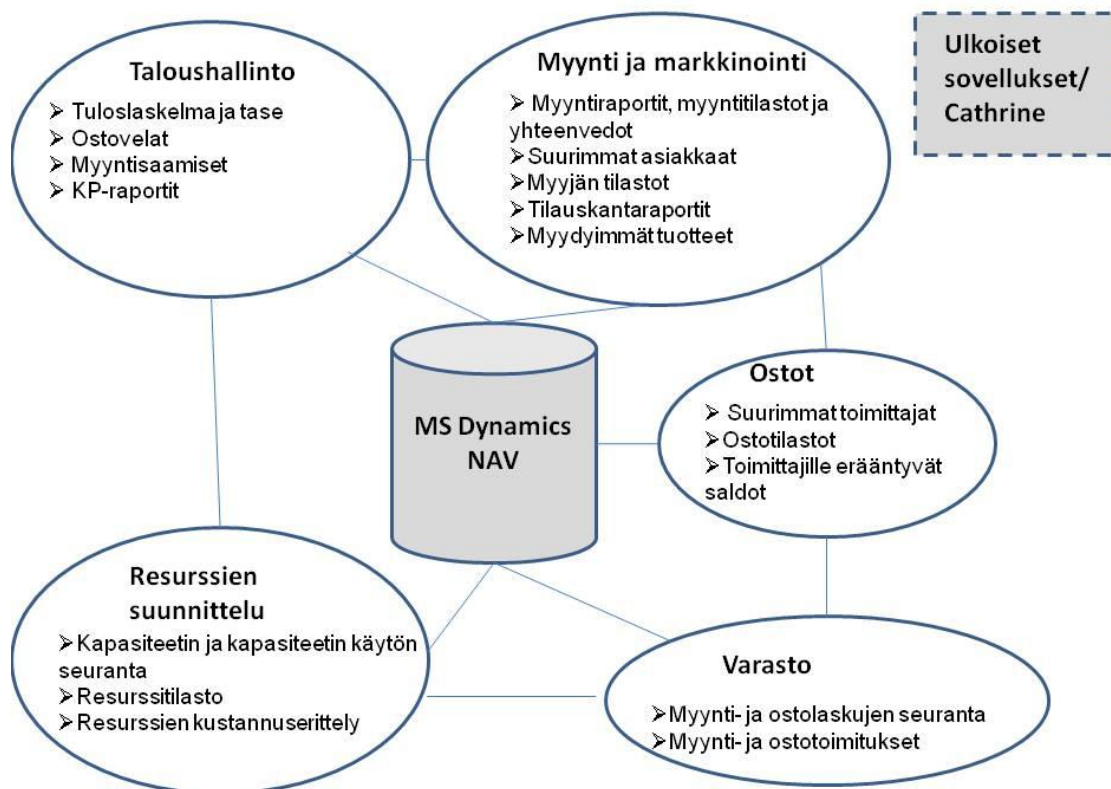 Taloushallinto
➢ Tuloslaskelma ja tase
➢ Ostovelat
➢ Myyntisaamiset
➢ KP-raportit
Myynti ja markkinointi
➢ Myyntiraportit, myyntitilastot ja
yhteenvedot
➢ Suurimmat asiakkaat
➢ Myyjän tilastot
➢ Tilauskantaraportit
➢ Myydyimmät tuotteet
Ulkoiset
sovellukset/
Cathrine
MS Dynamics
NAV
Ostot
➢ Suurimmat toimittajat
➢ Ostotilastot
➢ Toimittajille erääntyvät
saldot
Resurssien
suunnittelu
➢ Kapasiteetin ja kapasiteetin käytön
seuranta
➢ Resurssitilasto
➢ Resurssien kustannuserittely
Varasto
➢ Myynti- ja ostolaskujen seuranta
➢ Myynti- ja ostotoimitukset